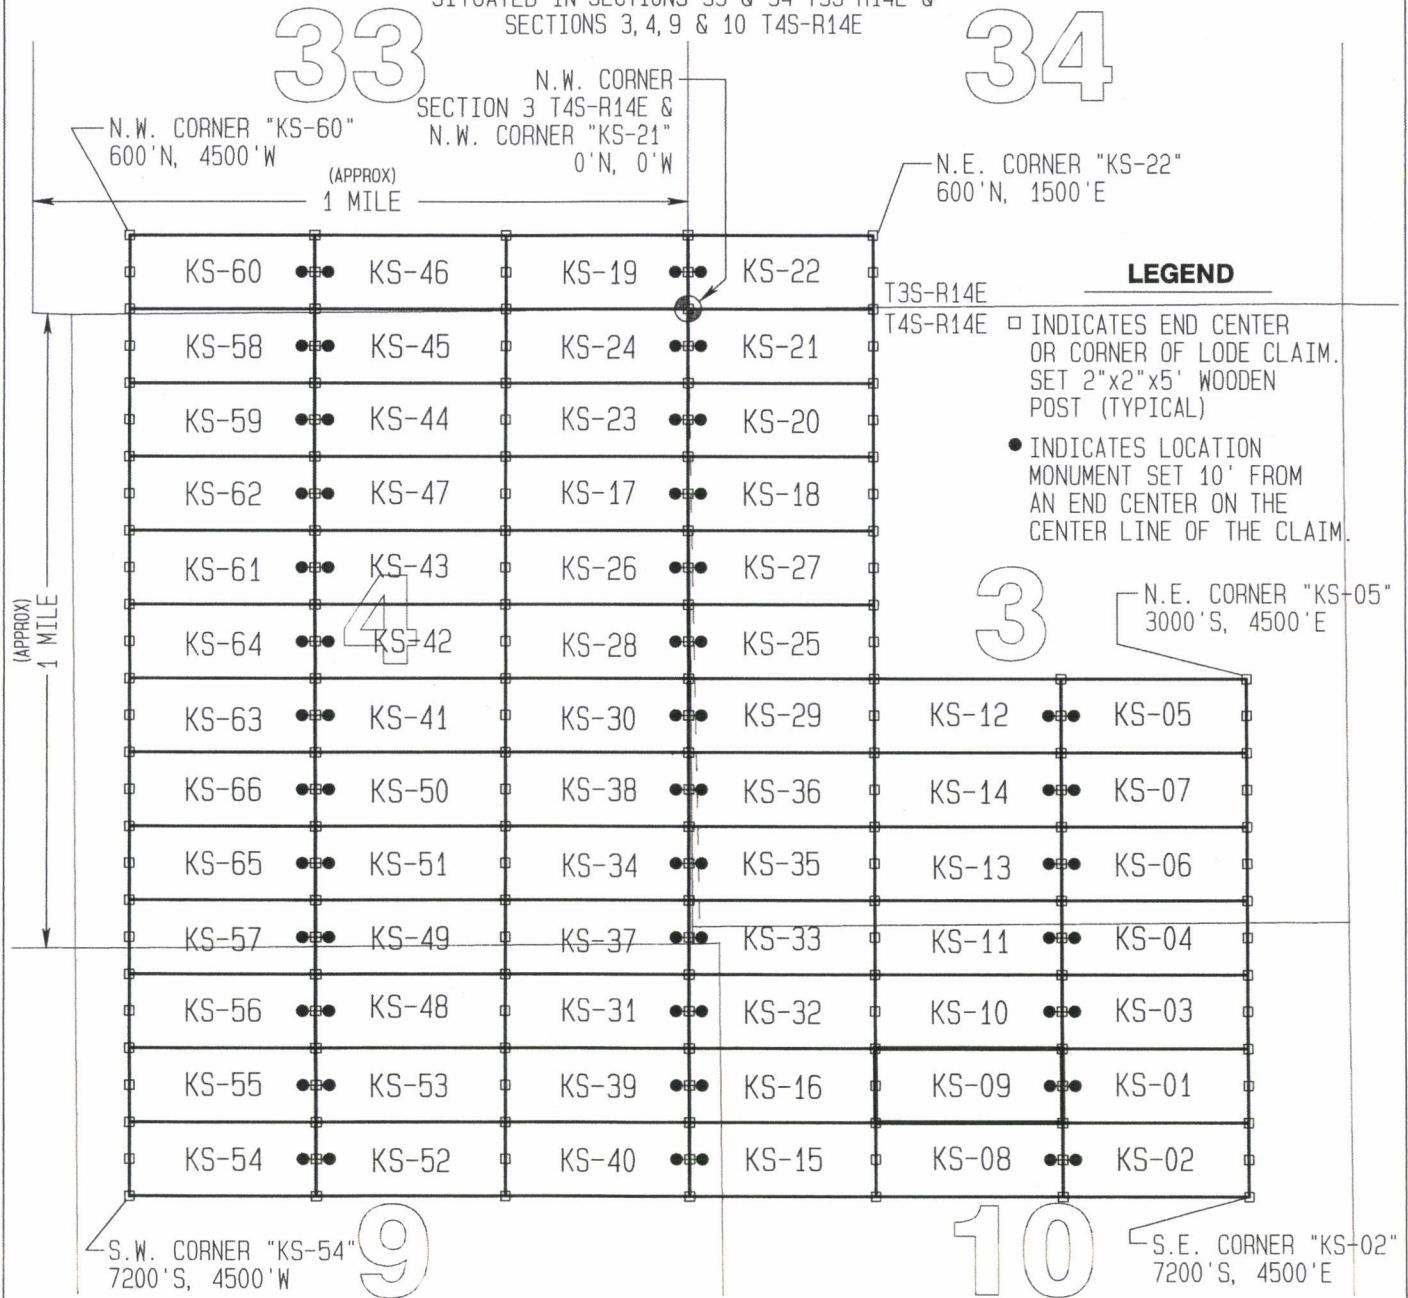 SITUATED IN SECTIONS 33 & 34 T3S-R14E &
SECTIONS 3,4,9 & 10 T4S-R14E
33
34
N.W. CORNER
SECTION 3 T4S-R14E &
N.W. CORNER "KS-21"
0'N, 0'W
N.W. CORNER "KS-60"
600'N, 4500'W
(APPROX)
1 MILE
N.E. CORNER "KS-22"
600'N, 1500'E
KS-60 KS-46 KS-19 KS-22
LEGEND
T3S-R14E
T4S-R14E
INDICATES END CENTER
OR CORNER OF LODE CLAIM.
SET 2"x2"x5' WOODEN
POST (TYPICAL)
INDICATES LOCATION
MONUMENT SET 10' FROM
AN END CENTER ON THE
CENTER LINE OF THE CLAIM.
KS-58 KS-45 KS-24 KS-21
KS-59 KS-44 KS-23 KS-20
KS-62 KS-47 KS-17 KS-18
KS-61 KS-43 KS-26 KS-27
4
3
N.E. CORNER "KS-05"
3000'S, 4500'E
(APPROX)
1 MILE
KS-64 KS-42 KS-28 KS-25
KS-63 KS-41 KS-30 KS-29 KS-12 KS-05
KS-66 KS-50 KS-38 KS-36 KS-14 KS-07
KS-65 KS-51 KS-34 KS-35 KS-13 KS-06
KS-57 KS-49 KS-37 KS-33 KS-11 KS-04
KS-56 KS-48 KS-31 KS-32 KS-10 KS-03
KS-55 KS-53 KS-39 KS-16 KS-09 KS-01
KS-54 KS-52 KS-40 KS-15 KS-08 KS-02
9
10
S.W. CORNER "KS-54"
7200'S, 4500'W
S.E. CORNER "KS-02"
7200'S, 4500'E